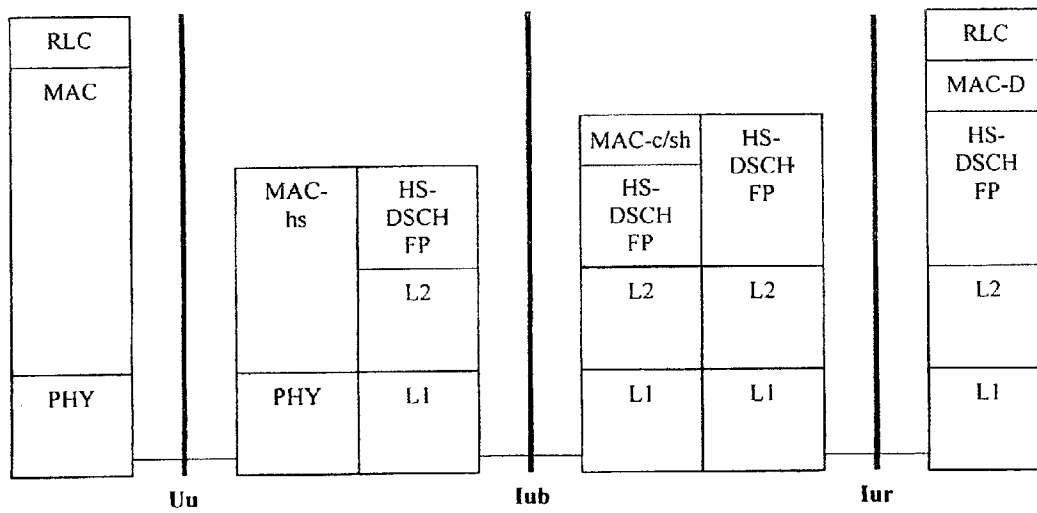 RLC
MAC
PHY
MAC-
hs
PHY
HS-
DSCH
FP
L2
L1
MAC-c/sh
HS-
DSCH
FP
L2
L1
HS-
DSCH
FP
L2
L1
RLC
MAC-D
HS-
DSCH
FP
L2
L1
Uu
Iub
Iur